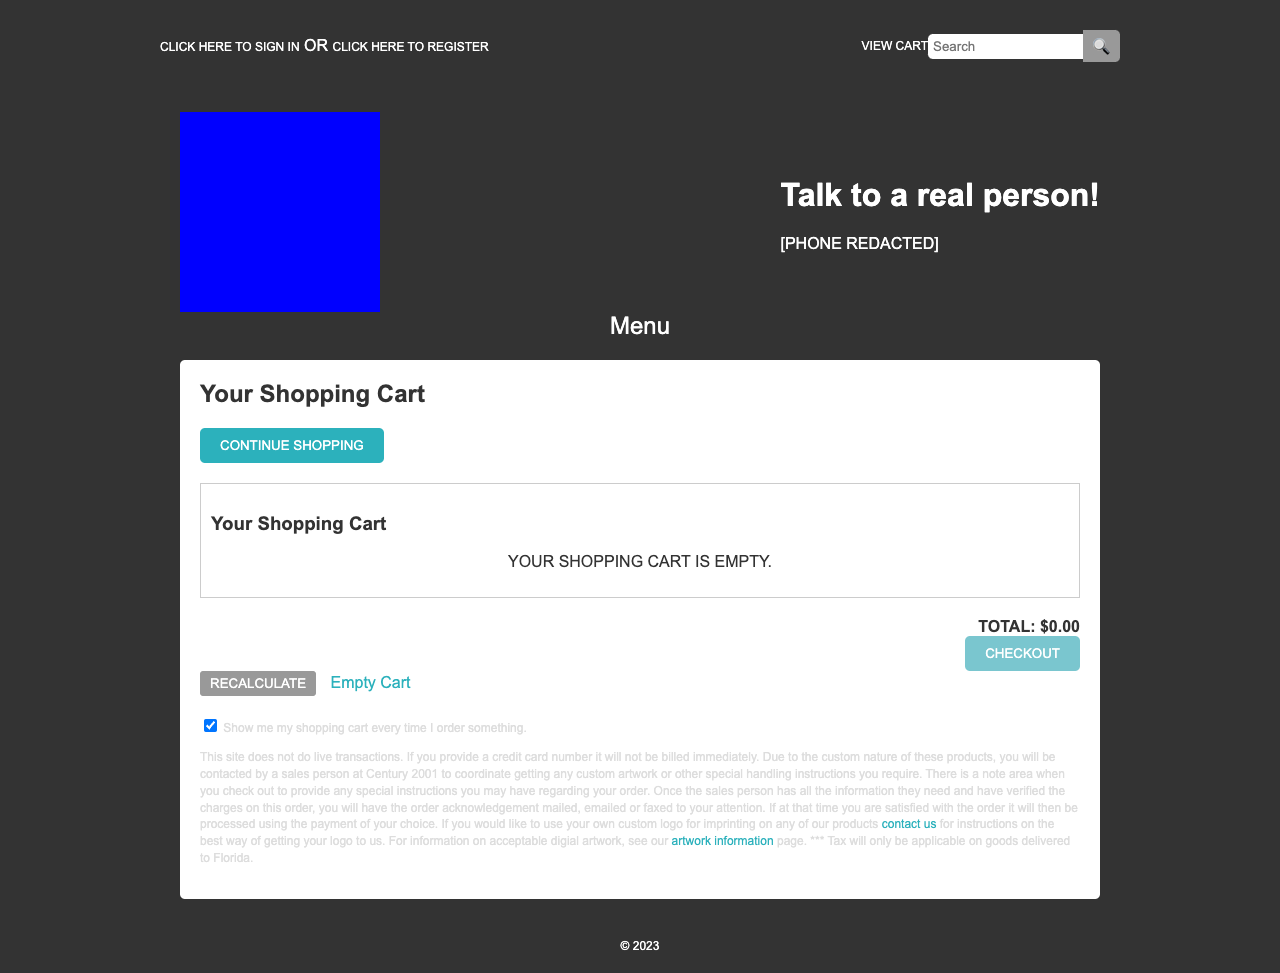 CLICK HERE TO SIGN IN OR CLICK HERE TO REGISTER
VIEW CART
Search
Talk to a real person!
[PHONE REDACTED]
Menu
Your Shopping Cart
CONTINUE SHOPPING
Your Shopping Cart
YOUR SHOPPING CART IS EMPTY.
TOTAL: $0.00
CHECKOUT
RECALCULATE Empty Cart
Show me my shopping cart every time I order something.
This site does not do live transactions. If you provide a credit card number it will not be billed immediately. Due to the custom nature of these products, you will be
contacted by a sales person at Century 2001 to coordinate getting any custom artwork or other special handling instructions you require. There is a note area when
you check out to provide any special instructions you may have regarding your order. Once the sales person has all the information they need and have verified the
charges on this order, you will have the order acknowledgement mailed, emailed or faxed to your attention. If at that time you are satisfied with the order it will then be
processed using the payment of your choice. If you would like to use your own custom logo for imprinting on any of our products contact us for instructions on the
best way of getting your logo to us. For information on acceptable digial artwork, see our artwork information page. *** Tax will only be applicable on goods delivered
to Florida.
© 2023